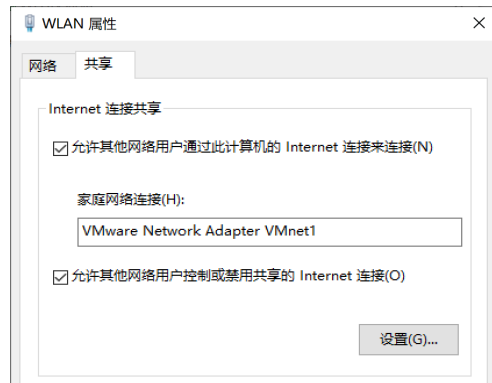 WLAN 属性
网络 共享
Internet 连接共享
允许其他网络用户通过此计算机的 Internet 连接来连接(N)
家庭网络连接(H):
VMware Network Adapter VMnet1
允许其他网络用户控制或禁用共享的 Internet 连接(O)
设置(G)...